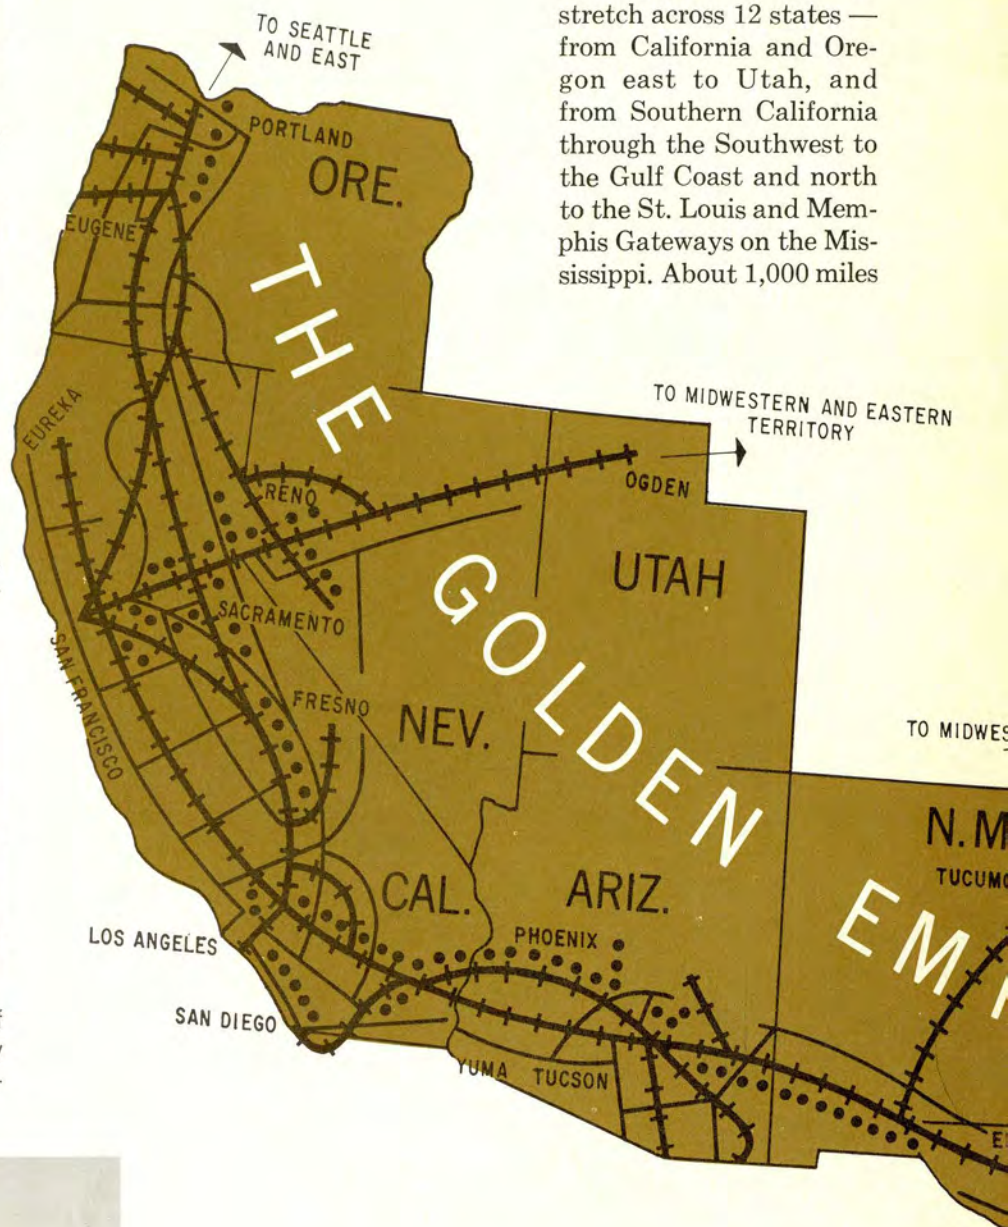 stretch across 12 states —
from California and Ore-
gon east to Utah, and
from Southern California
through the Southwest to
the Gulf Coast and north
to the St. Louis and Mem-
phis Gateways on the Mis-
sissippi. About 1,000 miles
TO SEATTLE
AND EAST
PORTLAND
ORE.
EUGENE
THE
TO MIDWESTERN AND EASTERN
TERRITORY
EUREKA
RENO
OGDEN
UTAH
GOLDEN
SACRAMENTO
SAN FRANCISCO
FRESNO
NEV.
TO MIDWES
N.M
TUCUMC
CAL.
ARIZ.
EM
LOS ANGELES
PHOENIX
SAN DIEGO
YUMA
TUCSON